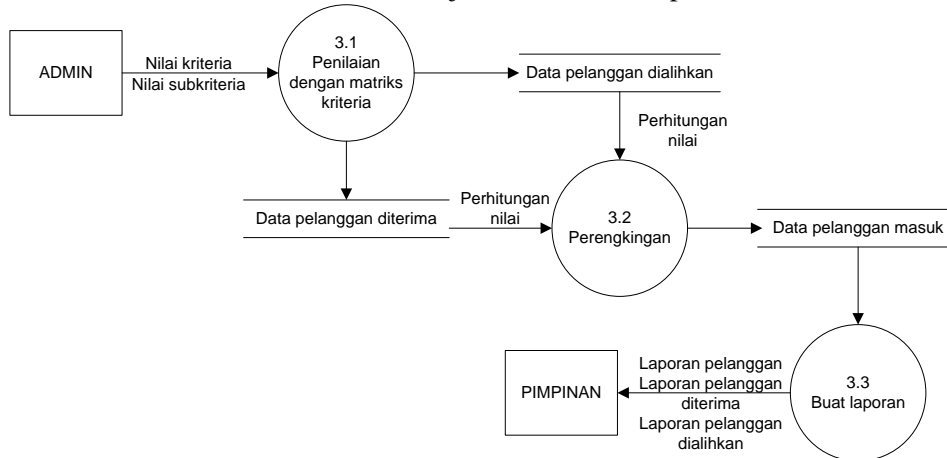 ADMIN
Nilai kriteria
Nilai subkriteria
3.1
Penilaian
dengan matriks
kriteria
Data pelanggan dialihkan
Perhitungan
nilai
Data pelanggan diterima
Perhitungan
nilai
3.2
Perengkingan
Data pelanggan masuk
PIMPINAN
Laporan pelanggan
Laporan pelanggan
diterima
Laporan pelanggan
dialihkan
3.3
Buat laporan